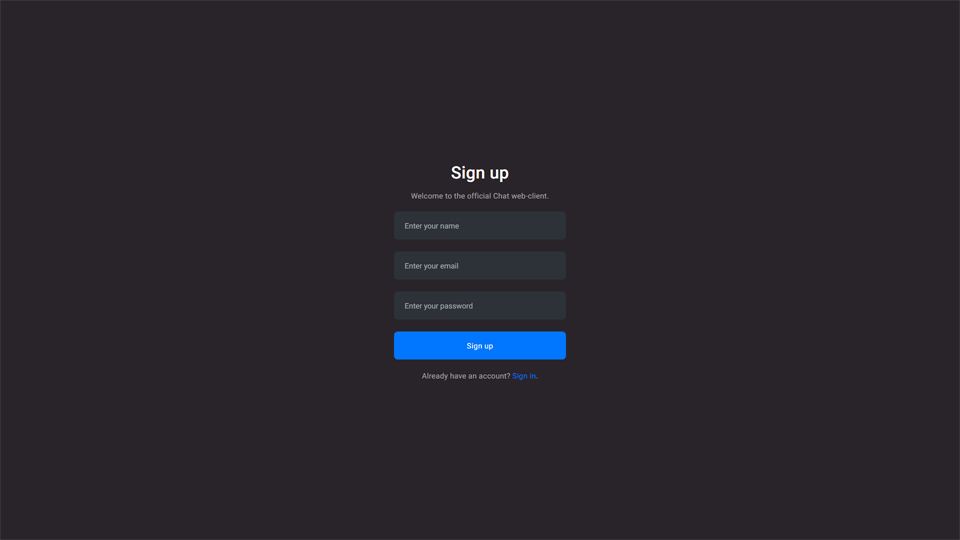 Sign up
Welcome to the official Chat web-client.
Enter your name
Enter your email
Enter your password
Sign up
Already have an account? Sign in.